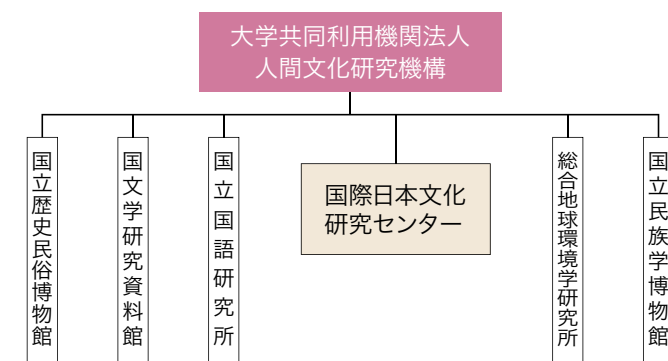 大学共同利用機関法人
人間文化研究機構
国立歴史民俗博物館
国文学研究資料館
国立国語研究所
国際日本文化
研究センター
総合地球環境学研究所
国立民族学博物館